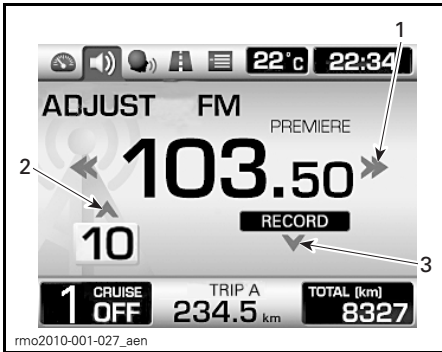 1
22°c 22:34
ADJUST FM
PREMIERE
2
103.50
RECORD
10
3
1 CRUISE OFF
TRIP A
234.5 km
TOTAL [km]
8327
rmo2010-001-027_aen